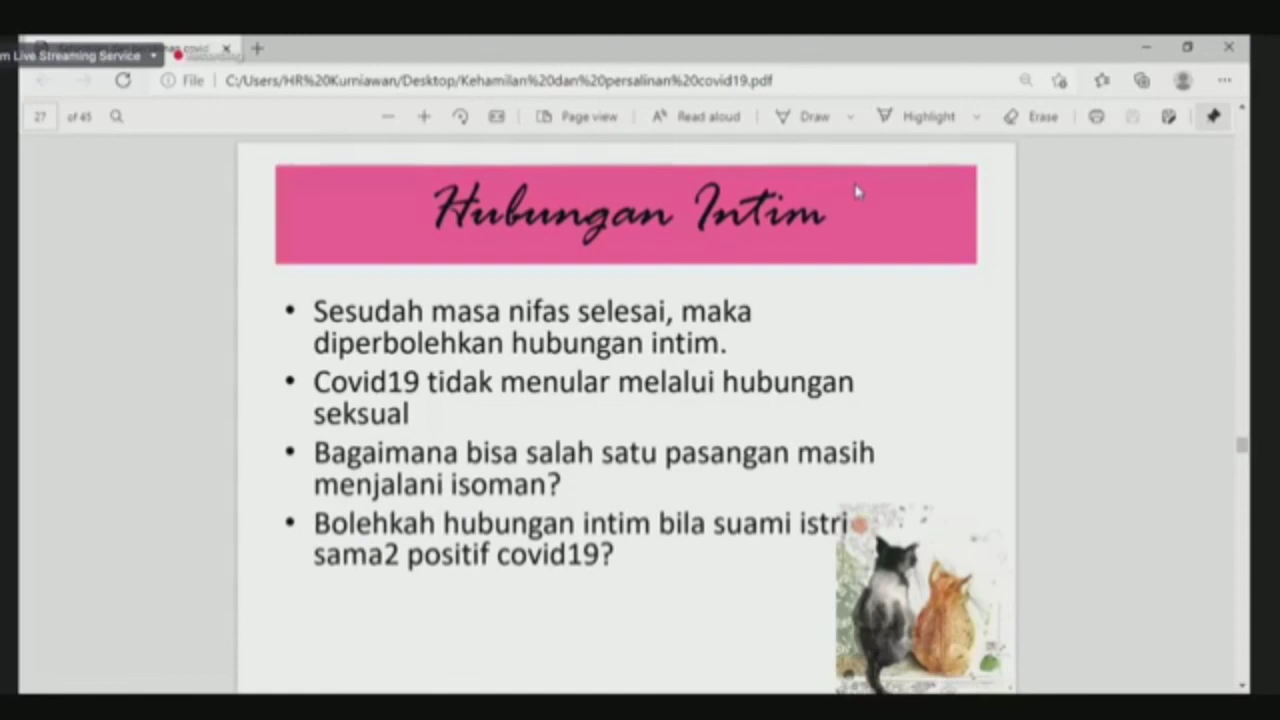 m Live Streaming Service
File
C:/Users/HR%20Kurniawan/Desktop/Kehamilan%20dan%20persalinan%20covid19.pdf
27 of 45
Page view
Read aloud
Draw
Highlight
Erase
Hubungan Intim
• Sesudah masa nifas selesai, maka
diperbolehkan hubungan intim.
• Covid19 tidak menular melalui hubungan
seksual
• Bagaimana bisa salah satu pasangan masih
menjalani isoman?
• Bolehkah hubungan intim bila suami istri
sama2 positif covid19?